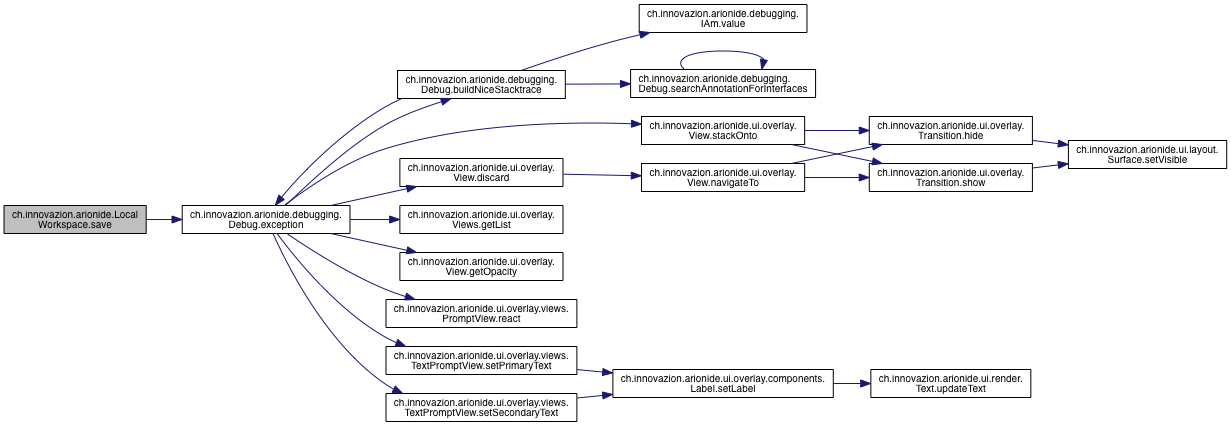 ch.innovazion.arionide.debugging.
IAm.value
ch.innovazion.arionide.debugging.
Debug.buildNiceStacktrace
ch.innovazion.arionide.debugging.
Debug.searchAnnotationForInterfaces
ch.innovazion.arionide.ui.overlay.
View.stackOnto
ch.innovazion.arionide.ui.overlay.
Transition.hide
ch.innovazion.arionide.ui.layout.
Surface.setVisible
ch.innovazion.arionide.ui.overlay.
View.discard
ch.innovazion.arionide.ui.overlay.
View.navigateTo
ch.innovazion.arionide.ui.overlay.
Transition.show
ch.innovazion.arionide.Local
Workspace.save
ch.innovazion.arionide.debugging.
Debug.exception
ch.innovazion.arionide.ui.overlay.
Views.getList
ch.innovazion.arionide.ui.overlay.
View.getOpacity
ch.innovazion.arionide.ui.overlay.views.
PromptView.react
ch.innovazion.arionide.ui.overlay.views.
TextPromptView.setPrimaryText
ch.innovazion.arionide.ui.overlay.components.
Label.setLabel
ch.innovazion.arionide.ui.render.
Text.updateText
ch.innovazion.arionide.ui.overlay.views.
TextPromptView.setSecondaryText